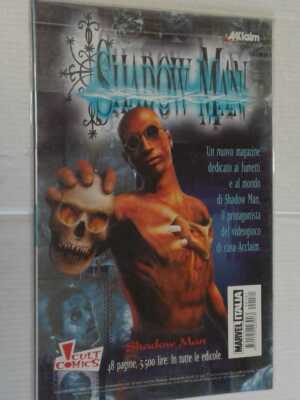 AKClaim
SHADOW MAN
Un nuovo magazine
dedicato ai fumetti
e al mondo
di Shadow Man,
il protagonista
del videogioco
di casa Acclaim.
MARVEL ITALIA
Shadow Man
CULT
COMICS
48 pagine, 5.500 lire. In tutte le edicole.